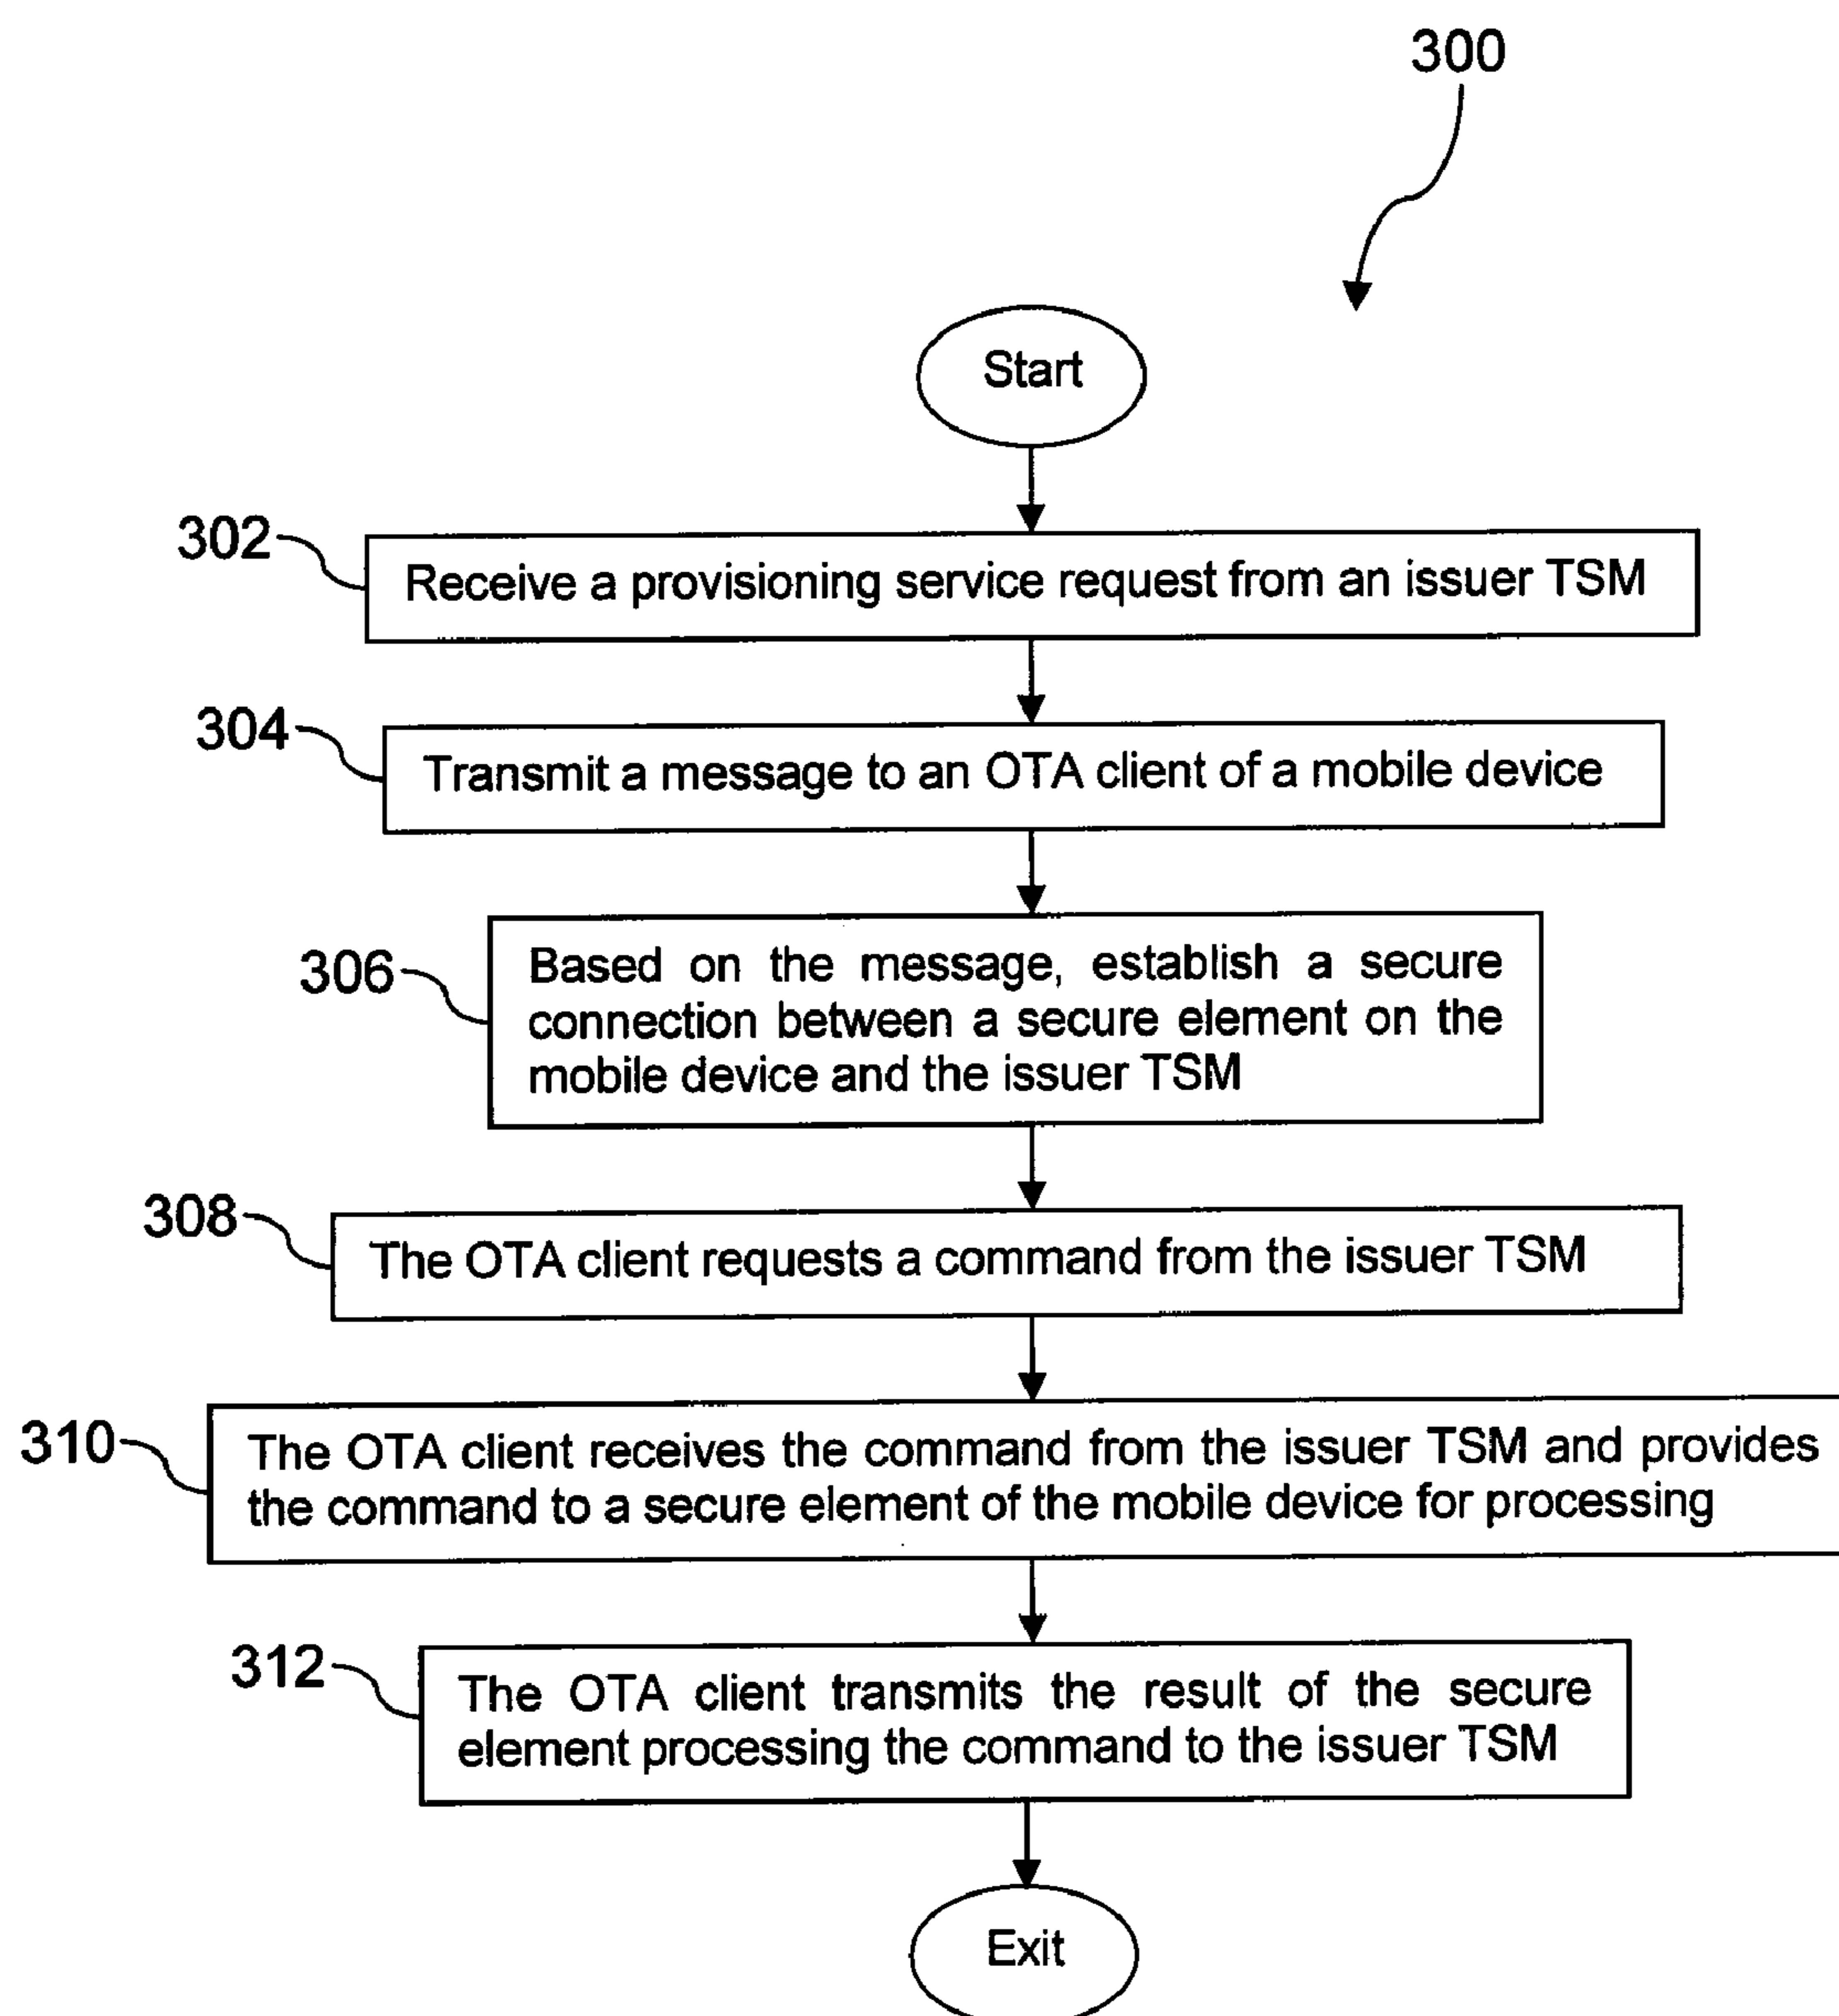 300
Start
302
Receive a provisioning service request from an issuer TSM
304
Transmit a message to an OTA client of a mobile device
306
Based on the message, establish a secure
connection between a secure element on the
mobile device and the issuer TSM
308
The OTA client requests a command from the issuer TSM
310
The OTA client receives the command from the issuer TSM and provides
the command to a secure element of the mobile device for processing
312
The OTA client transmits the result of the secure
element processing the command to the issuer TSM
Exit